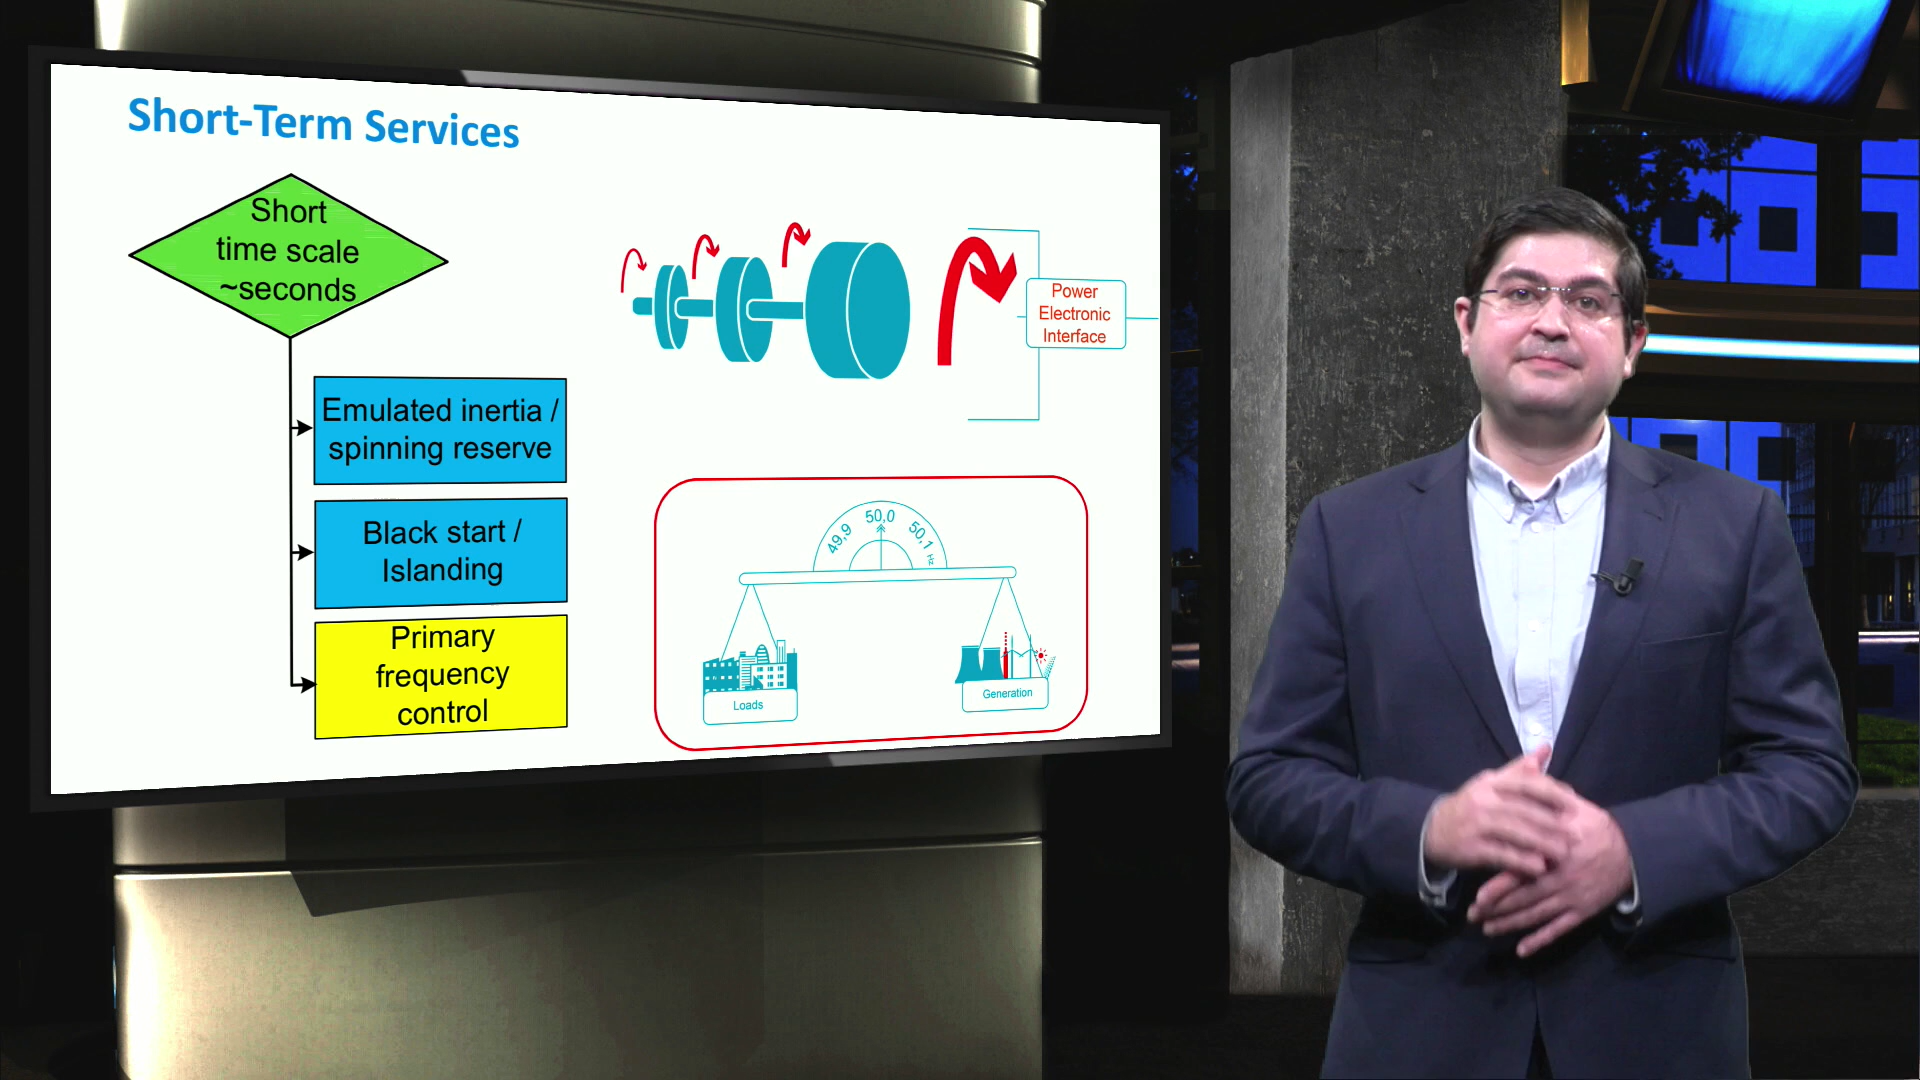 Short-Term Services
Short
time scale
~seconds
Emulated inertia /
spinning reserve
Black start /
Islanding
Primary
frequency
control
Power
Electronic
Interface
49,9
50,0
50,1
Hz
Loads
Generation